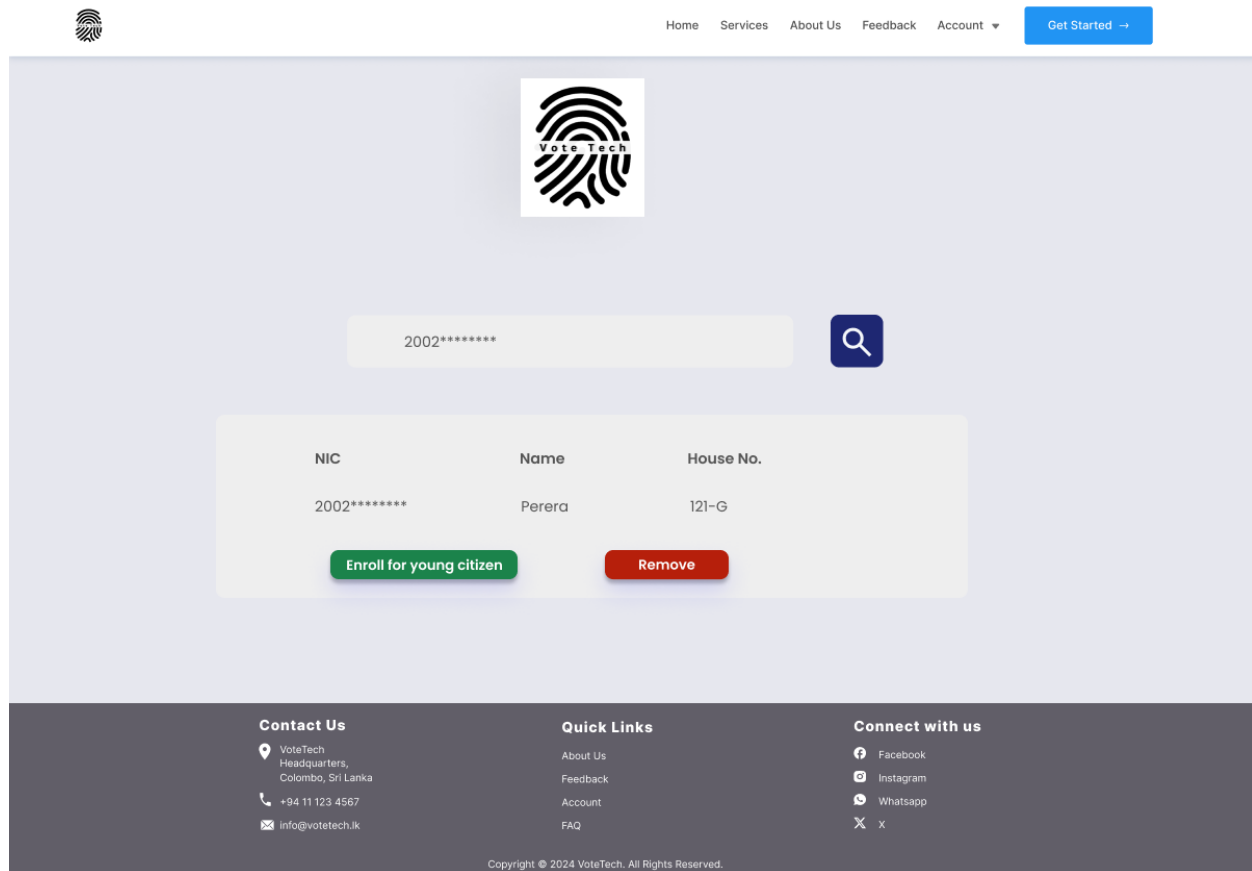 Home Services About Us Feedback Account Get Started →
Vote Tech
2002********
NIC Name House No.
2002******** Perera 121-G
Enroll for young citizen Remove
Contact Us
VoteTech
Headquarters,
Colombo, Sri Lanka
+94 11 123 4567
info@votetech.lk
Quick Links
About Us
Feedback
Account
FAQ
Connect with us
Facebook
Instagram
Whatsapp
X
Copyright © 2024 VoteTech. All Rights Reserved.